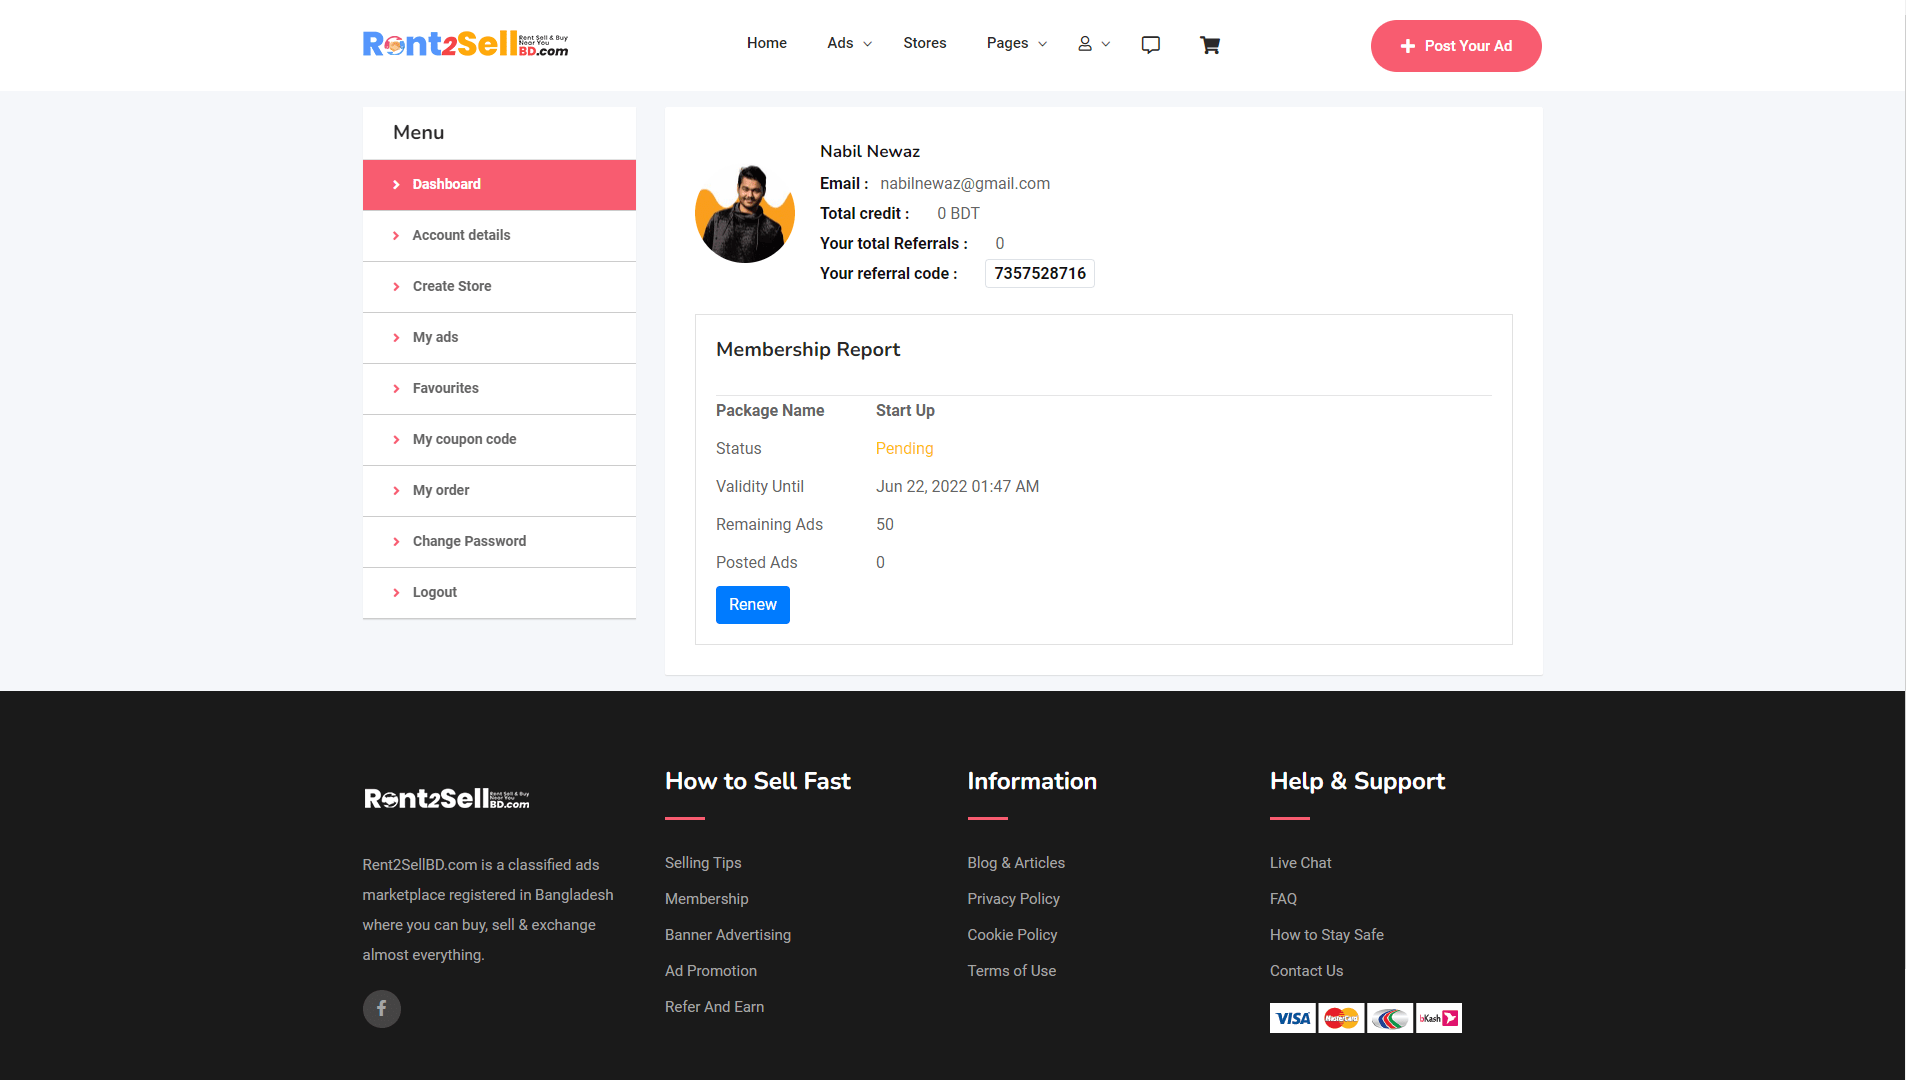 Rent2Sell Rent Sell & Buy Near You BD.com
Home Ads Stores Pages
Post Your Ad
Menu
Dashboard
Account details
Create Store
My ads
Favourites
My coupon code
My order
Change Password
Logout
Nabil Newaz
Email : nabilnewaz@gmail.com
Total credit : 0 BDT
Your total Referrals : 0
Your referral code : 7357528716
Membership Report
Package Name Start Up
Status Pending
Validity Until Jun 22, 2022 01:47 AM
Remaining Ads 50
Posted Ads 0
Renew
Rent2Sell Rent Sell & Buy Near You BD.com
Rent2SellBD.com is a classified ads
marketplace registered in Bangladesh
where you can buy, sell & exchange
almost everything.
How to Sell Fast
Selling Tips
Membership
Banner Advertising
Ad Promotion
Refer And Earn
Information
Blog & Articles
Privacy Policy
Cookie Policy
Terms of Use
Help & Support
Live Chat
FAQ
How to Stay Safe
Contact Us
VISA MasterCard bKash